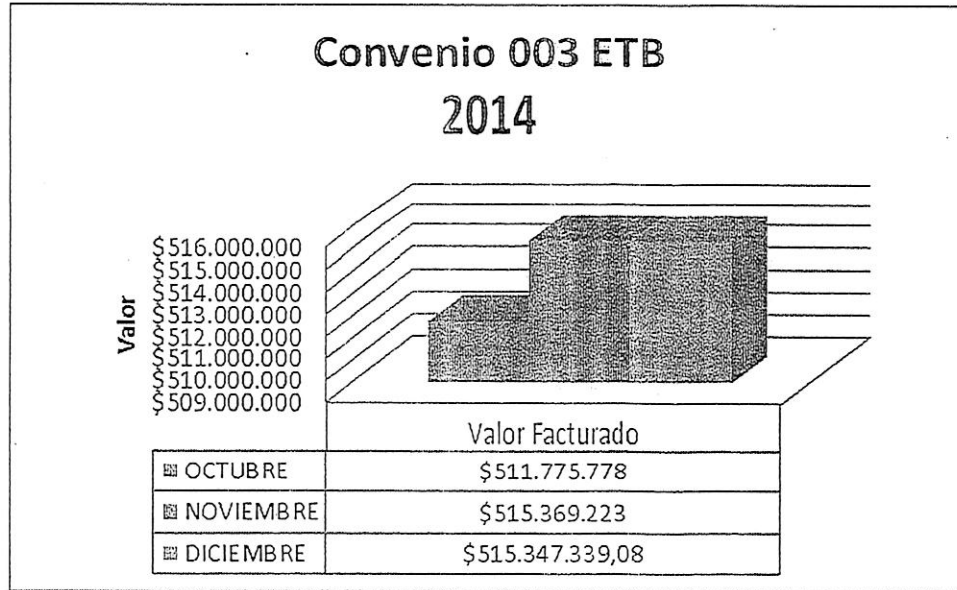 Convenio 003 ETB
2014
Valor
$516.000.000
$515.000.000
$514.000.000
$513.000.000
$512.000.000
$511.000.000
$510.000.000
$509.000.000
Valor Facturado
OCTUBRE $511.775.778
NOVIEMBRE $515.369.223
DICIEMBRE $515.347.339,08